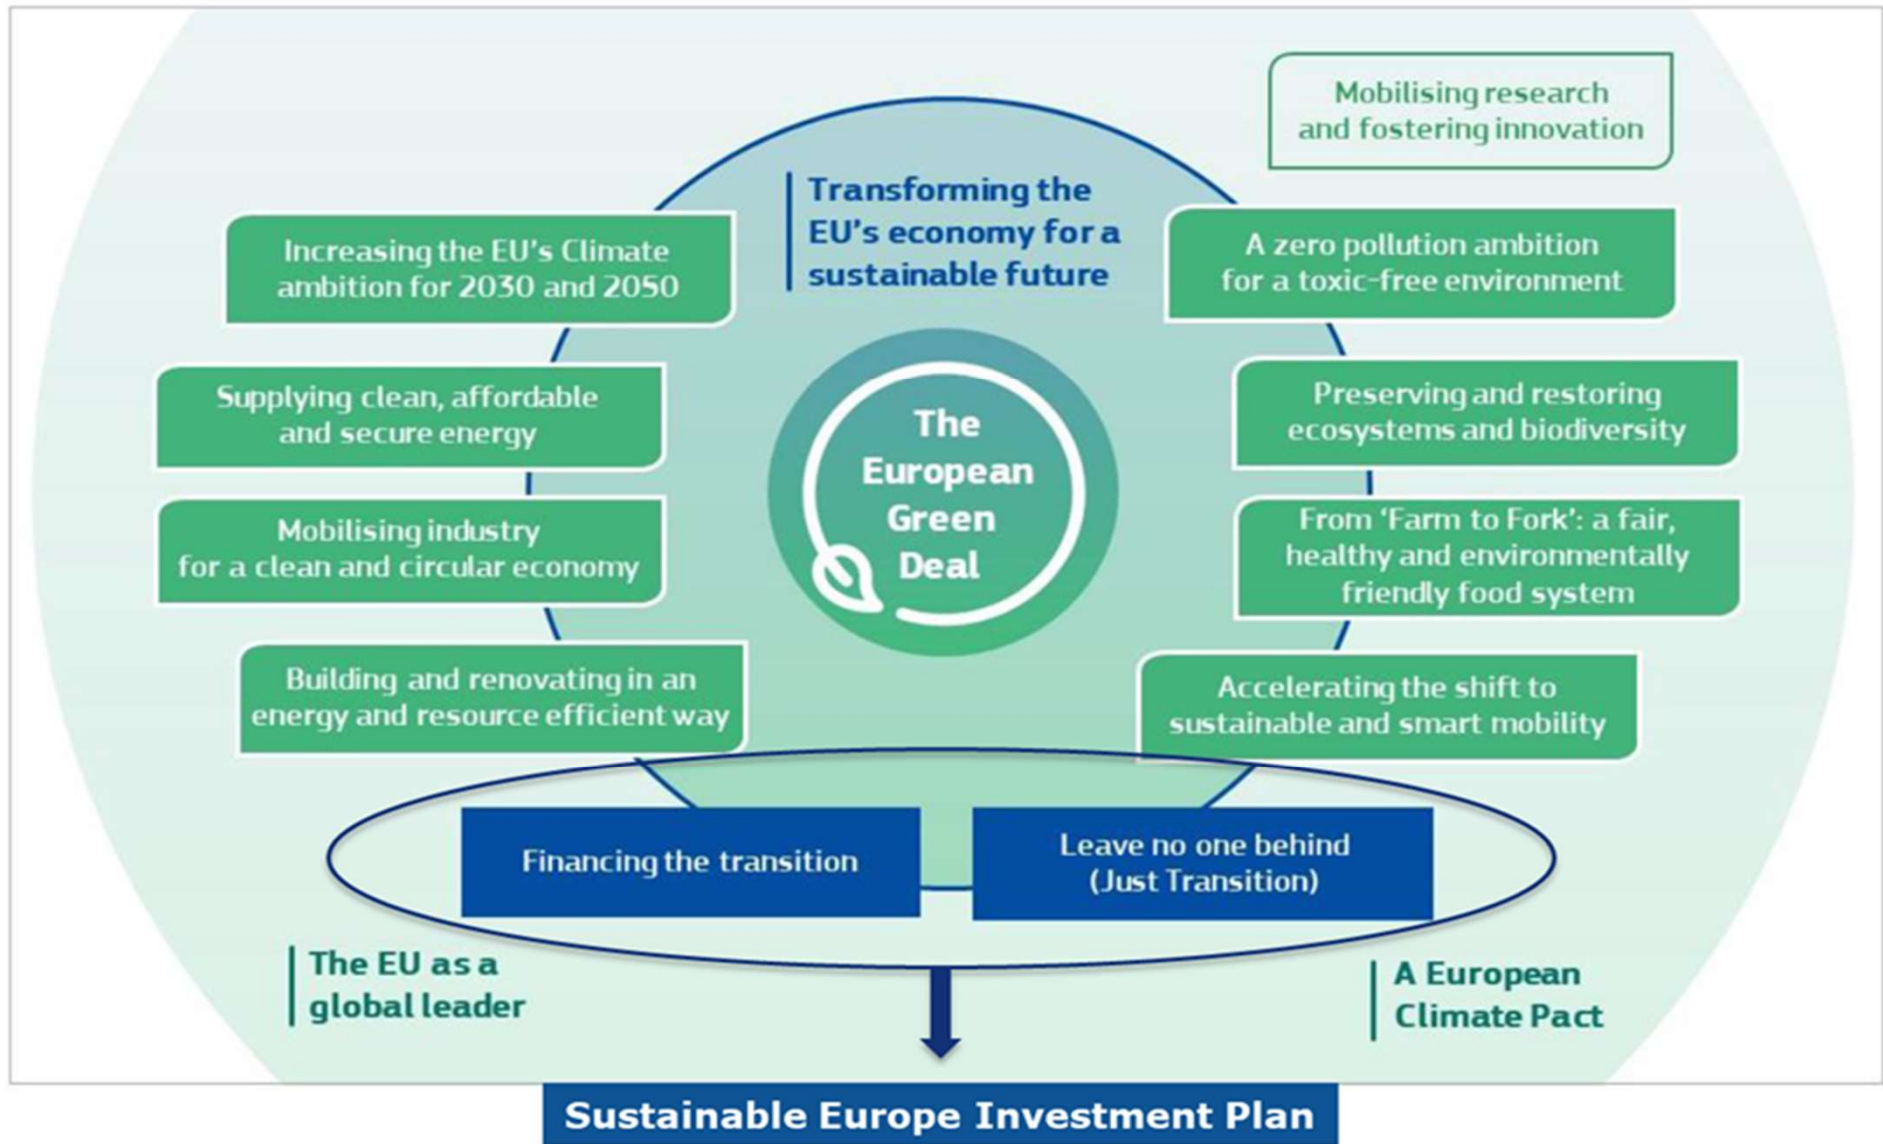 Mobilising research
and fostering innovation
Transforming the
EU's economy for a
sustainable future
Increasing the EU's Climate
ambition for 2030 and 2050
A zero pollution ambition
for a toxic-free environment
Supplying clean, affordable
and secure energy
Preserving and restoring
ecosystems and biodiversity
The
European
Green
Deal
Mobilising industry
for a clean and circular economy
From ‘Farm to Fork’: a fair,
healthy and environmentally
friendly food system
Building and renovating in an
energy and resource efficient way
Accelerating the shift to
sustainable and smart mobility
Financing the transition
Leave no one behind
(Just Transition)
The EU as a
global leader
A European
Climate Pact
Sustainable Europe Investment Plan